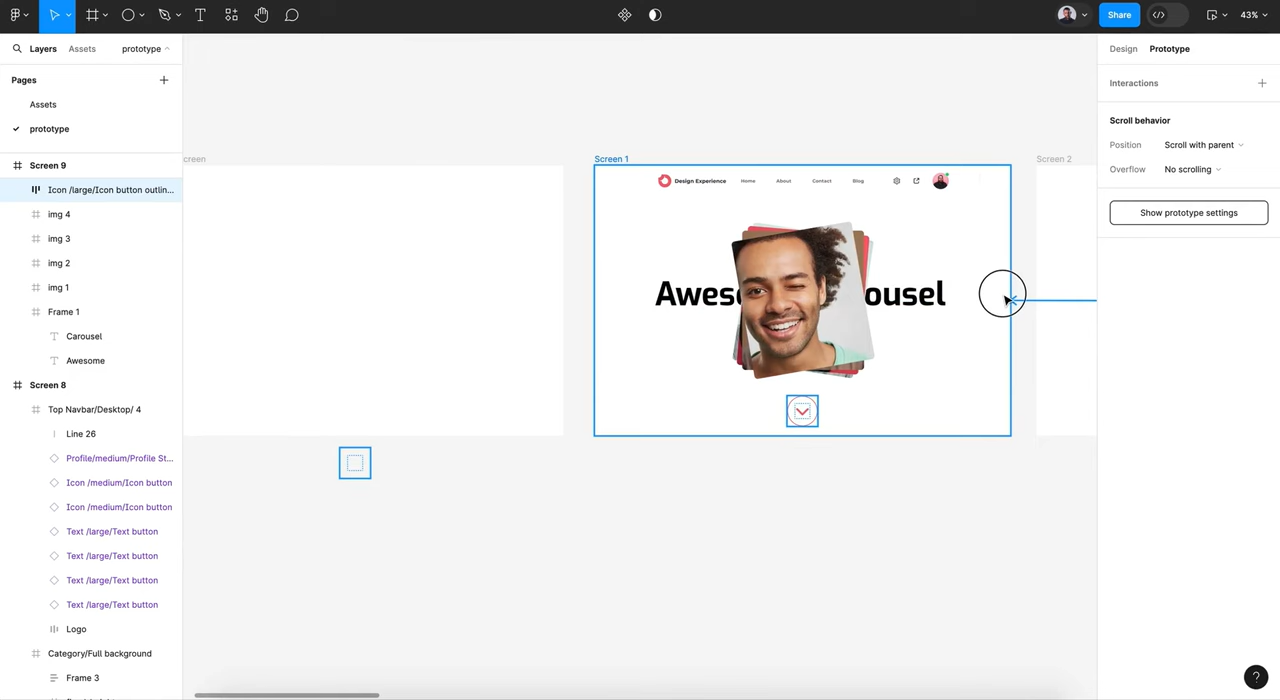 Share
43%
Layers Assets prototype
Pages
Assets
prototype
Screen 9
Icon /large/Icon button outlin...
img 4
img 3
img 2
img 1
Frame 1
Carousel
Awesome
Screen 8
Top Navbar/Desktop/ 4
Line 26
Profile/medium/Profile St...
Icon /medium/Icon button
Icon /medium/Icon button
Text /large/Text button
Text /large/Text button
Text /large/Text button
Text /large/Text button
Logo
Category/Full background
Frame 3
creen
Screen 1
Screen 2
Design Experience Home About Contact Blog
Aweso ousel
Design Prototype
Interactions
Scroll behavior
Position Scroll with parent
Overflow No scrolling
Show prototype settings
?